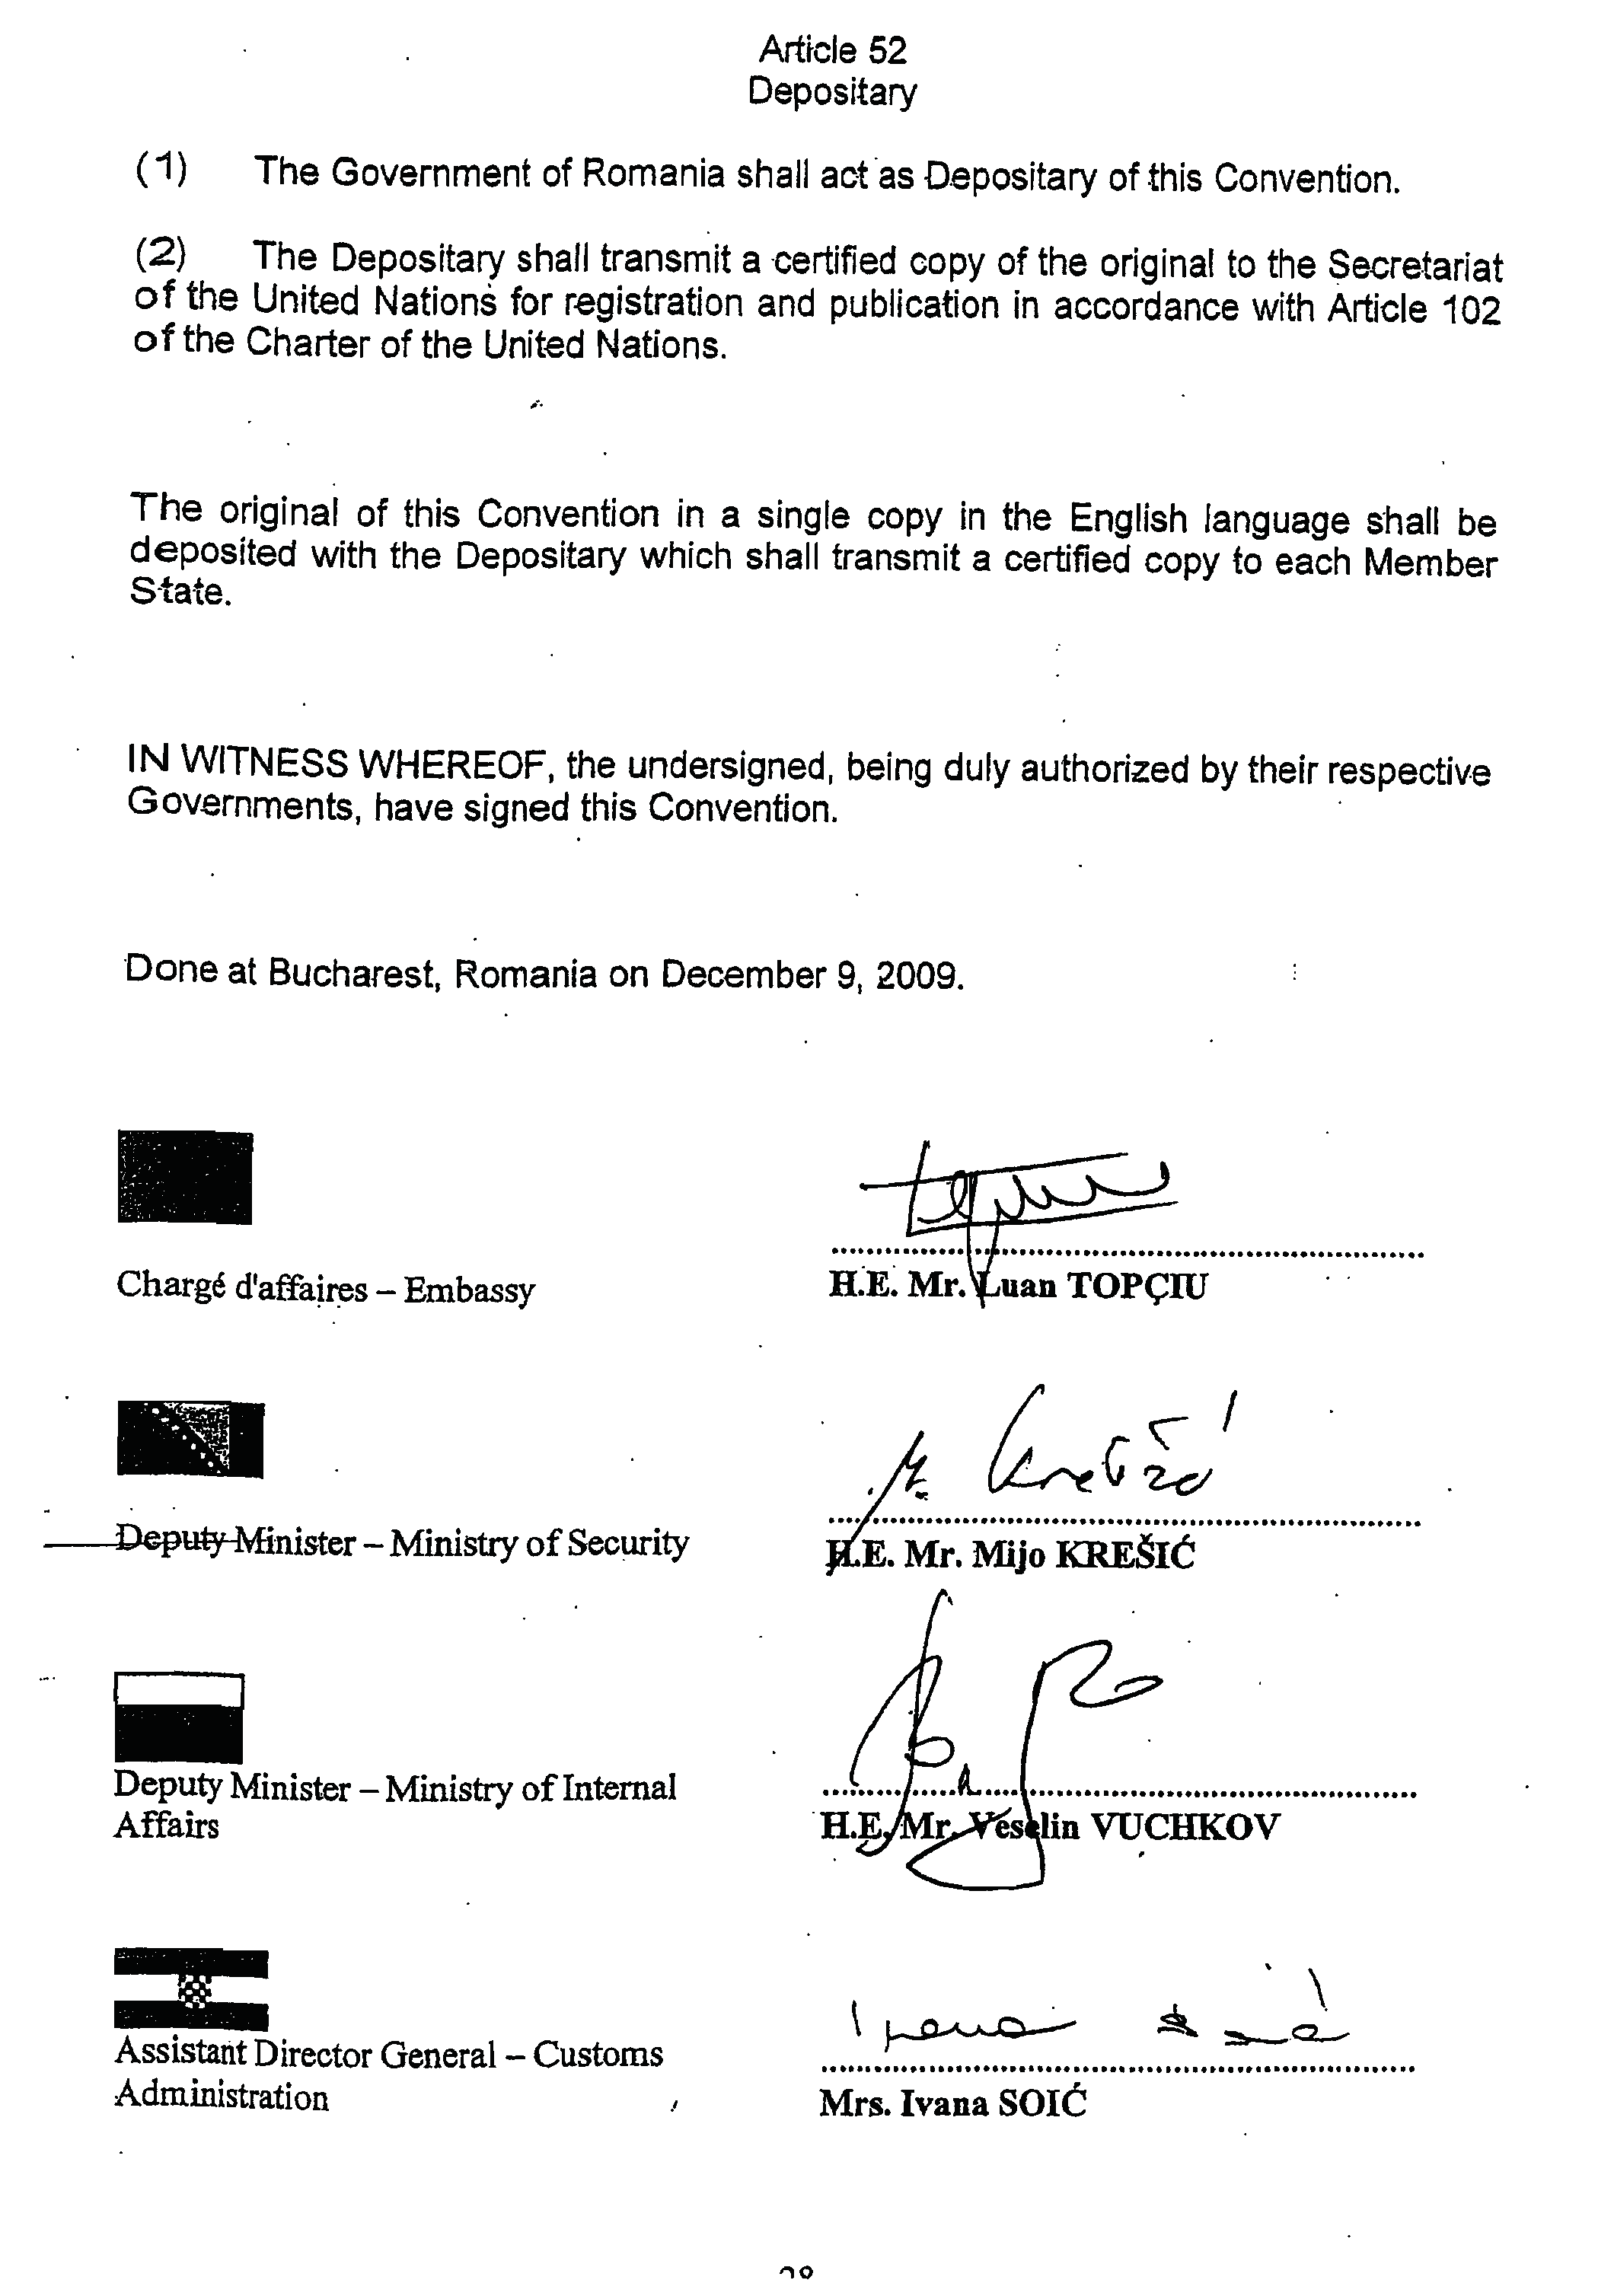 Article 52
Depositary
(1) The Government of Romania shall act as Depositary of this Convention.
(2) The Depositary shall transmit a certified copy of the original to the Secretariat
of the United Nations for registration and publication in accordance with Article 102
of the Charter of the United Nations.
The original of this Convention in a single copy in the English language shall be
deposited with the Depositary which shall transmit a certified copy to each Member
State.
IN WITNESS WHEREOF, the undersigned, being duly authorized by their respective
Governments, have signed this Convention.
Done at Bucharest, Romania on December 9, 2009.
Chargé d'affaires – Embassy
H.E. Mr. Luan TOPÇIU
Deputy Minister – Ministry of Security
H.E. Mr. Mijo KREŠIĆ
Deputy Minister – Ministry of Internal
Affairs
H.E. Mr. Veselin VUCHKOV
Assistant Director General – Customs
Administration
Mrs. Ivana SOIĆ